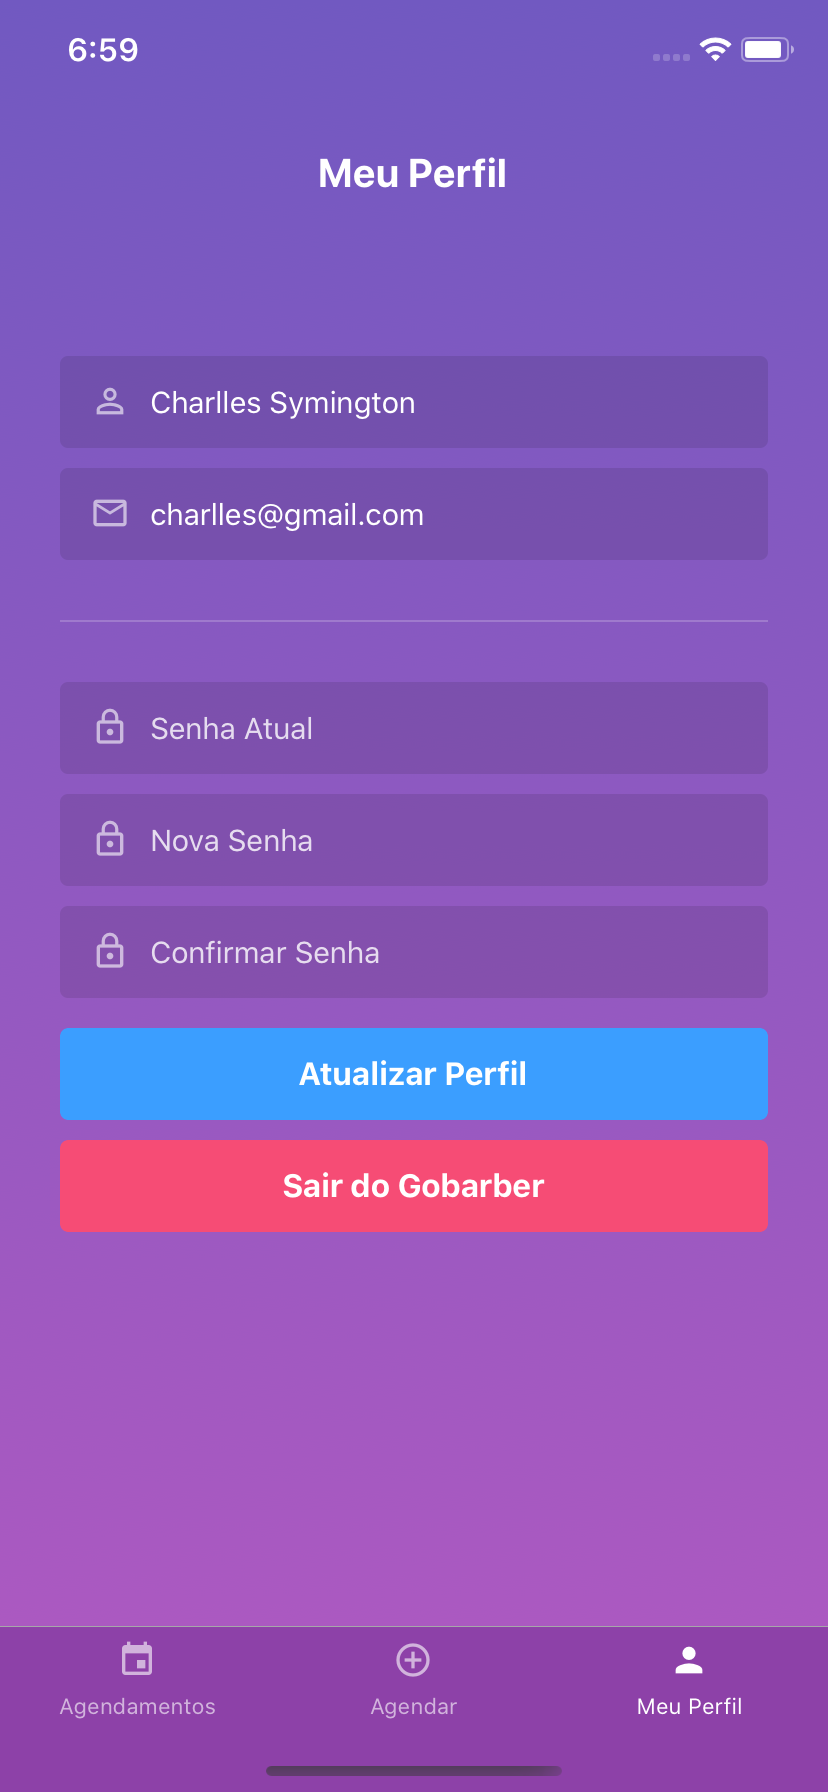 6:59
Meu Perfil
Charlles Symington
charlles@gmail.com
Senha Atual
Nova Senha
Confirmar Senha
Atualizar Perfil
Sair do Gobarber
Agendamentos
Agendar
Meu Perfil